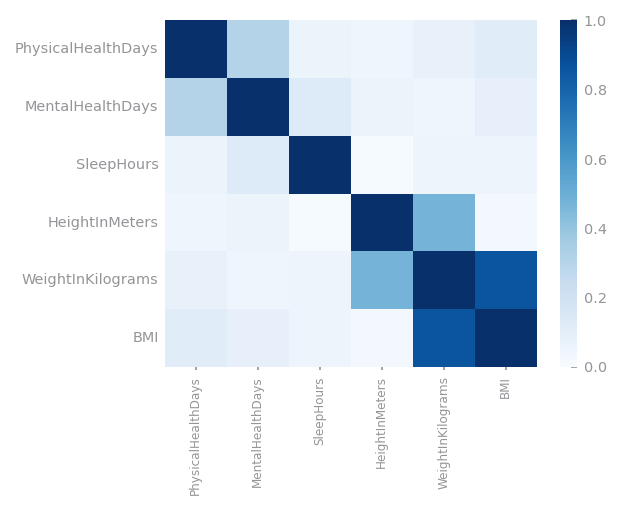 PhysicalHealthDays
MentalHealthDays
SleepHours
HeightInMeters
WeightInKilograms
BMI
1.0
0.8
0.6
0.4
0.2
0.0
PhysicalHealthDays
MentalHealthDays
SleepHours
HeightInMeters
WeightInKilograms
BMI